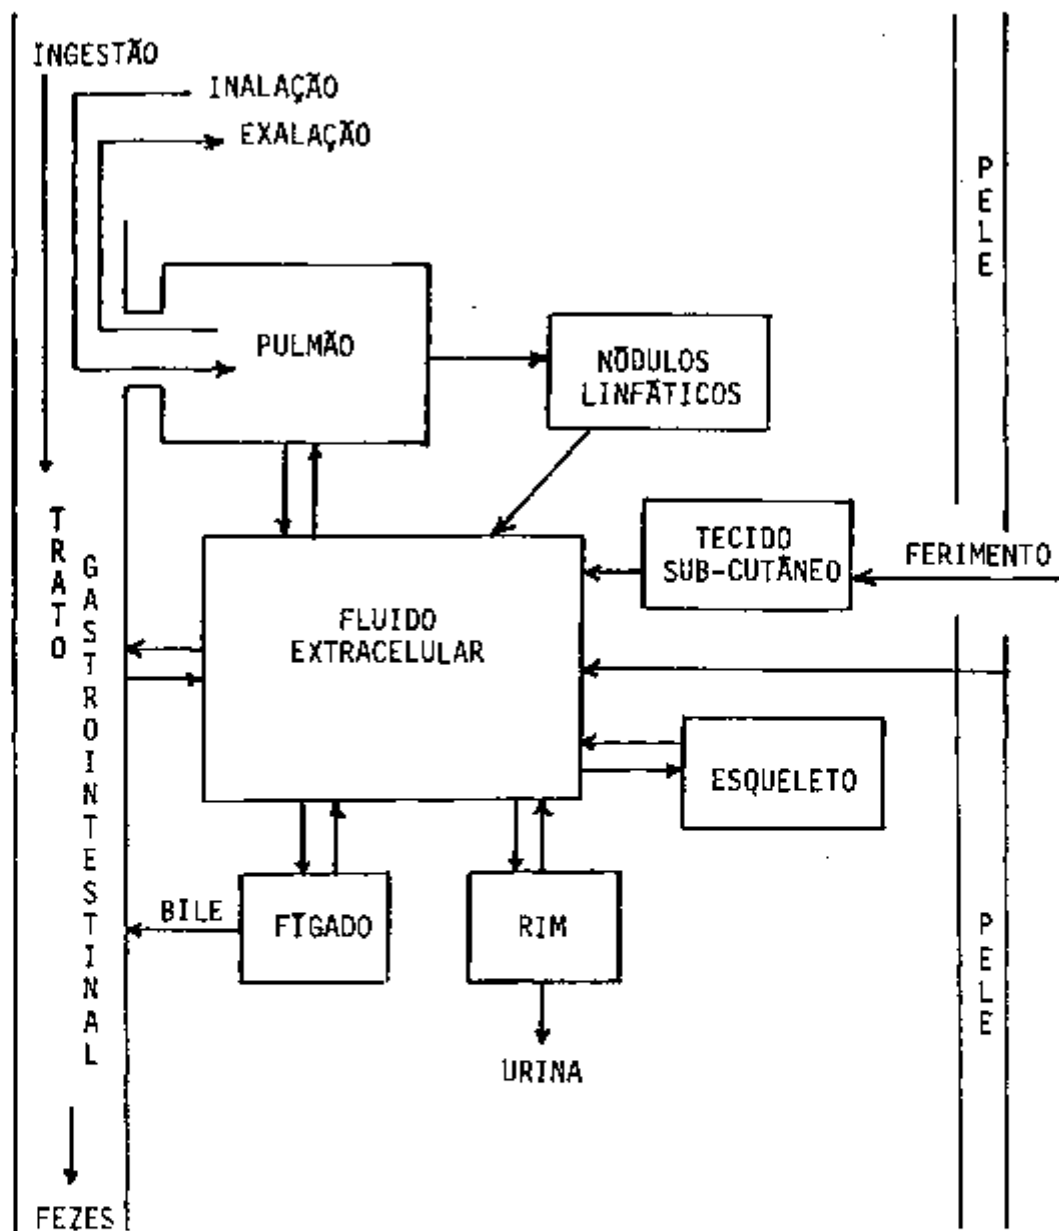 INGESTÃO
INALAÇÃO
EXALAÇÃO
PELE
PULMÃO
NÓDULOS
LINFÁTICOS
TRATO
GASTROINTESTINAL
TECIDO
SUB-CUTÂNEO
FERIMENTO
FLUIDO
EXTRACELULAR
ESQUELETO
BILE
FÍGADO
RIM
PELE
URINA
FEZES